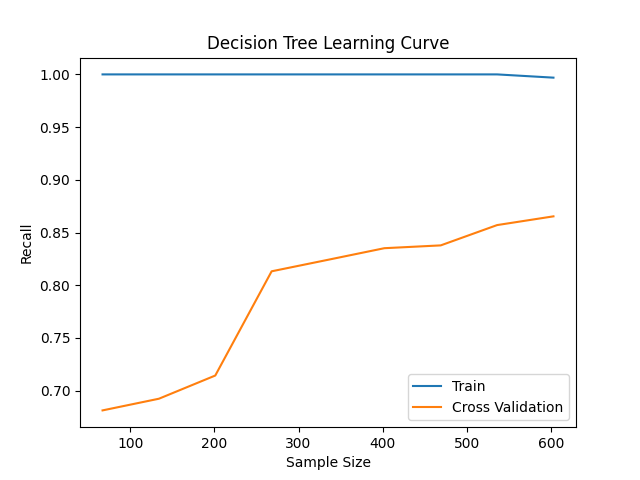 Decision Tree Learning Curve
1.00
0.95
0.90
0.85
0.80
0.75
0.70
Recall
Train
Cross Validation
100 200 300 400 500 600
Sample Size